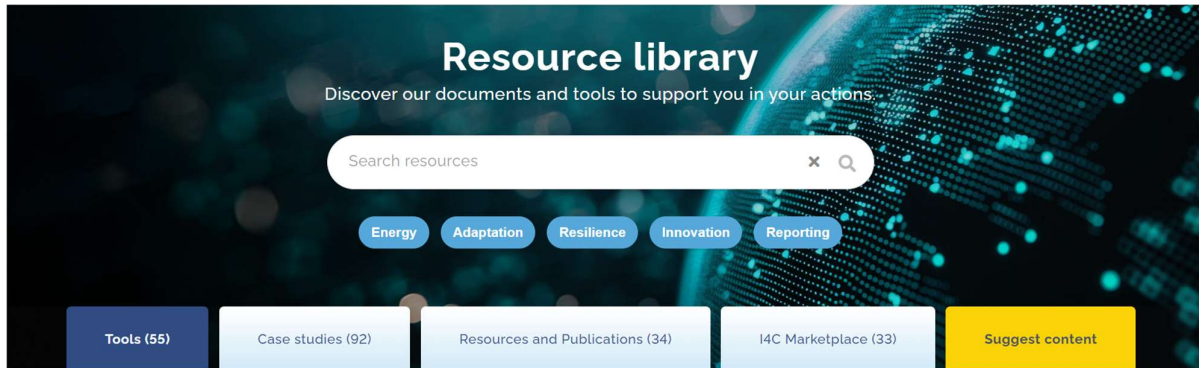 Resource library
Discover our documents and tools to support you in your actions.
Search resources
Energy
Adaptation
Resilience
Innovation
Reporting
Tools (55)
Case studies (92)
Resources and Publications (34)
I4C Marketplace (33)
Suggest content